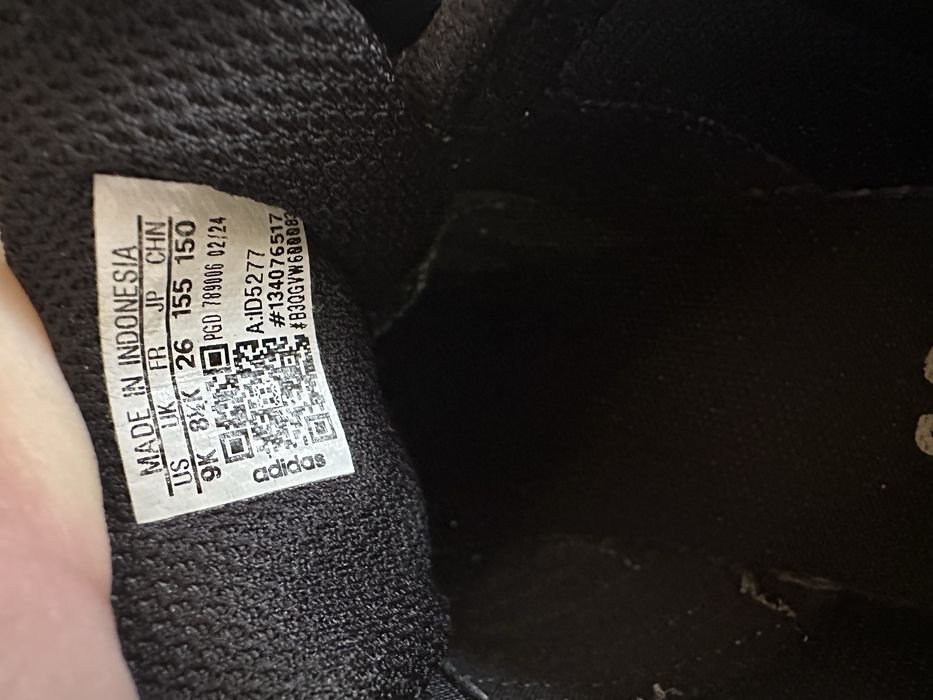 MADE IN INDONESIA
US UK FR JP CHN
9K 8½K 26 155 150
PGD 789006 02/24
A:ID5277
#134076517
adidas